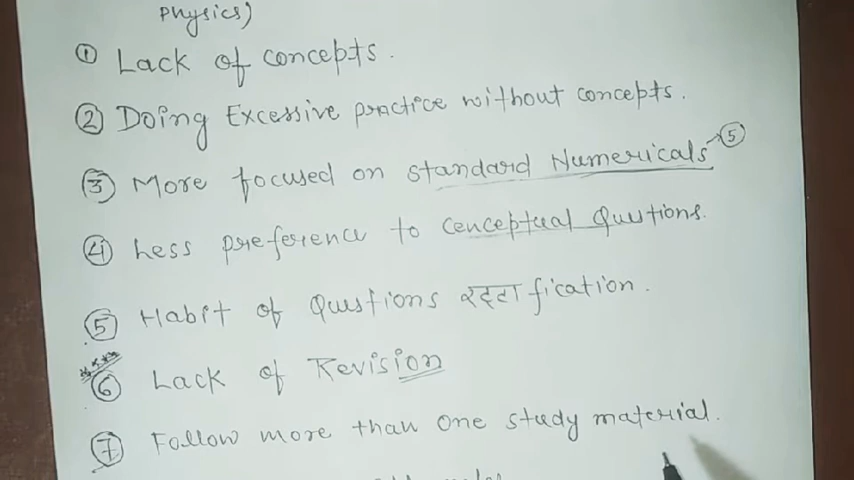 Physics)
① Lack of concepts.
② Doing Excessive practice without concepts.
③ More focused on standard Numericals → ⑤
④ Less preference to Cenceptual Questions.
⑤ Habit of Questions रट्टाfication.
⑥ Lack of Revision
⑦ Follow more than one study material.